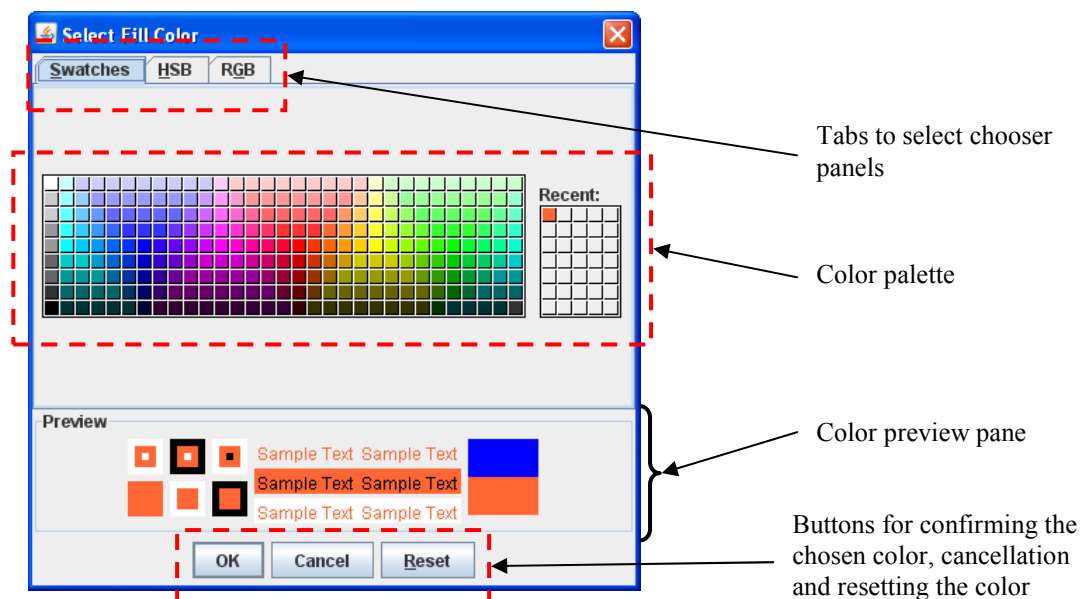 Select Fill Color
Swatches HSB RGB
Tabs to select chooser
panels
Recent:
Color palette
Preview
Sample Text Sample Text
Sample Text Sample Text
Sample Text Sample Text
Color preview pane
OK Cancel Reset
Buttons for confirming the
chosen color, cancellation
and resetting the color